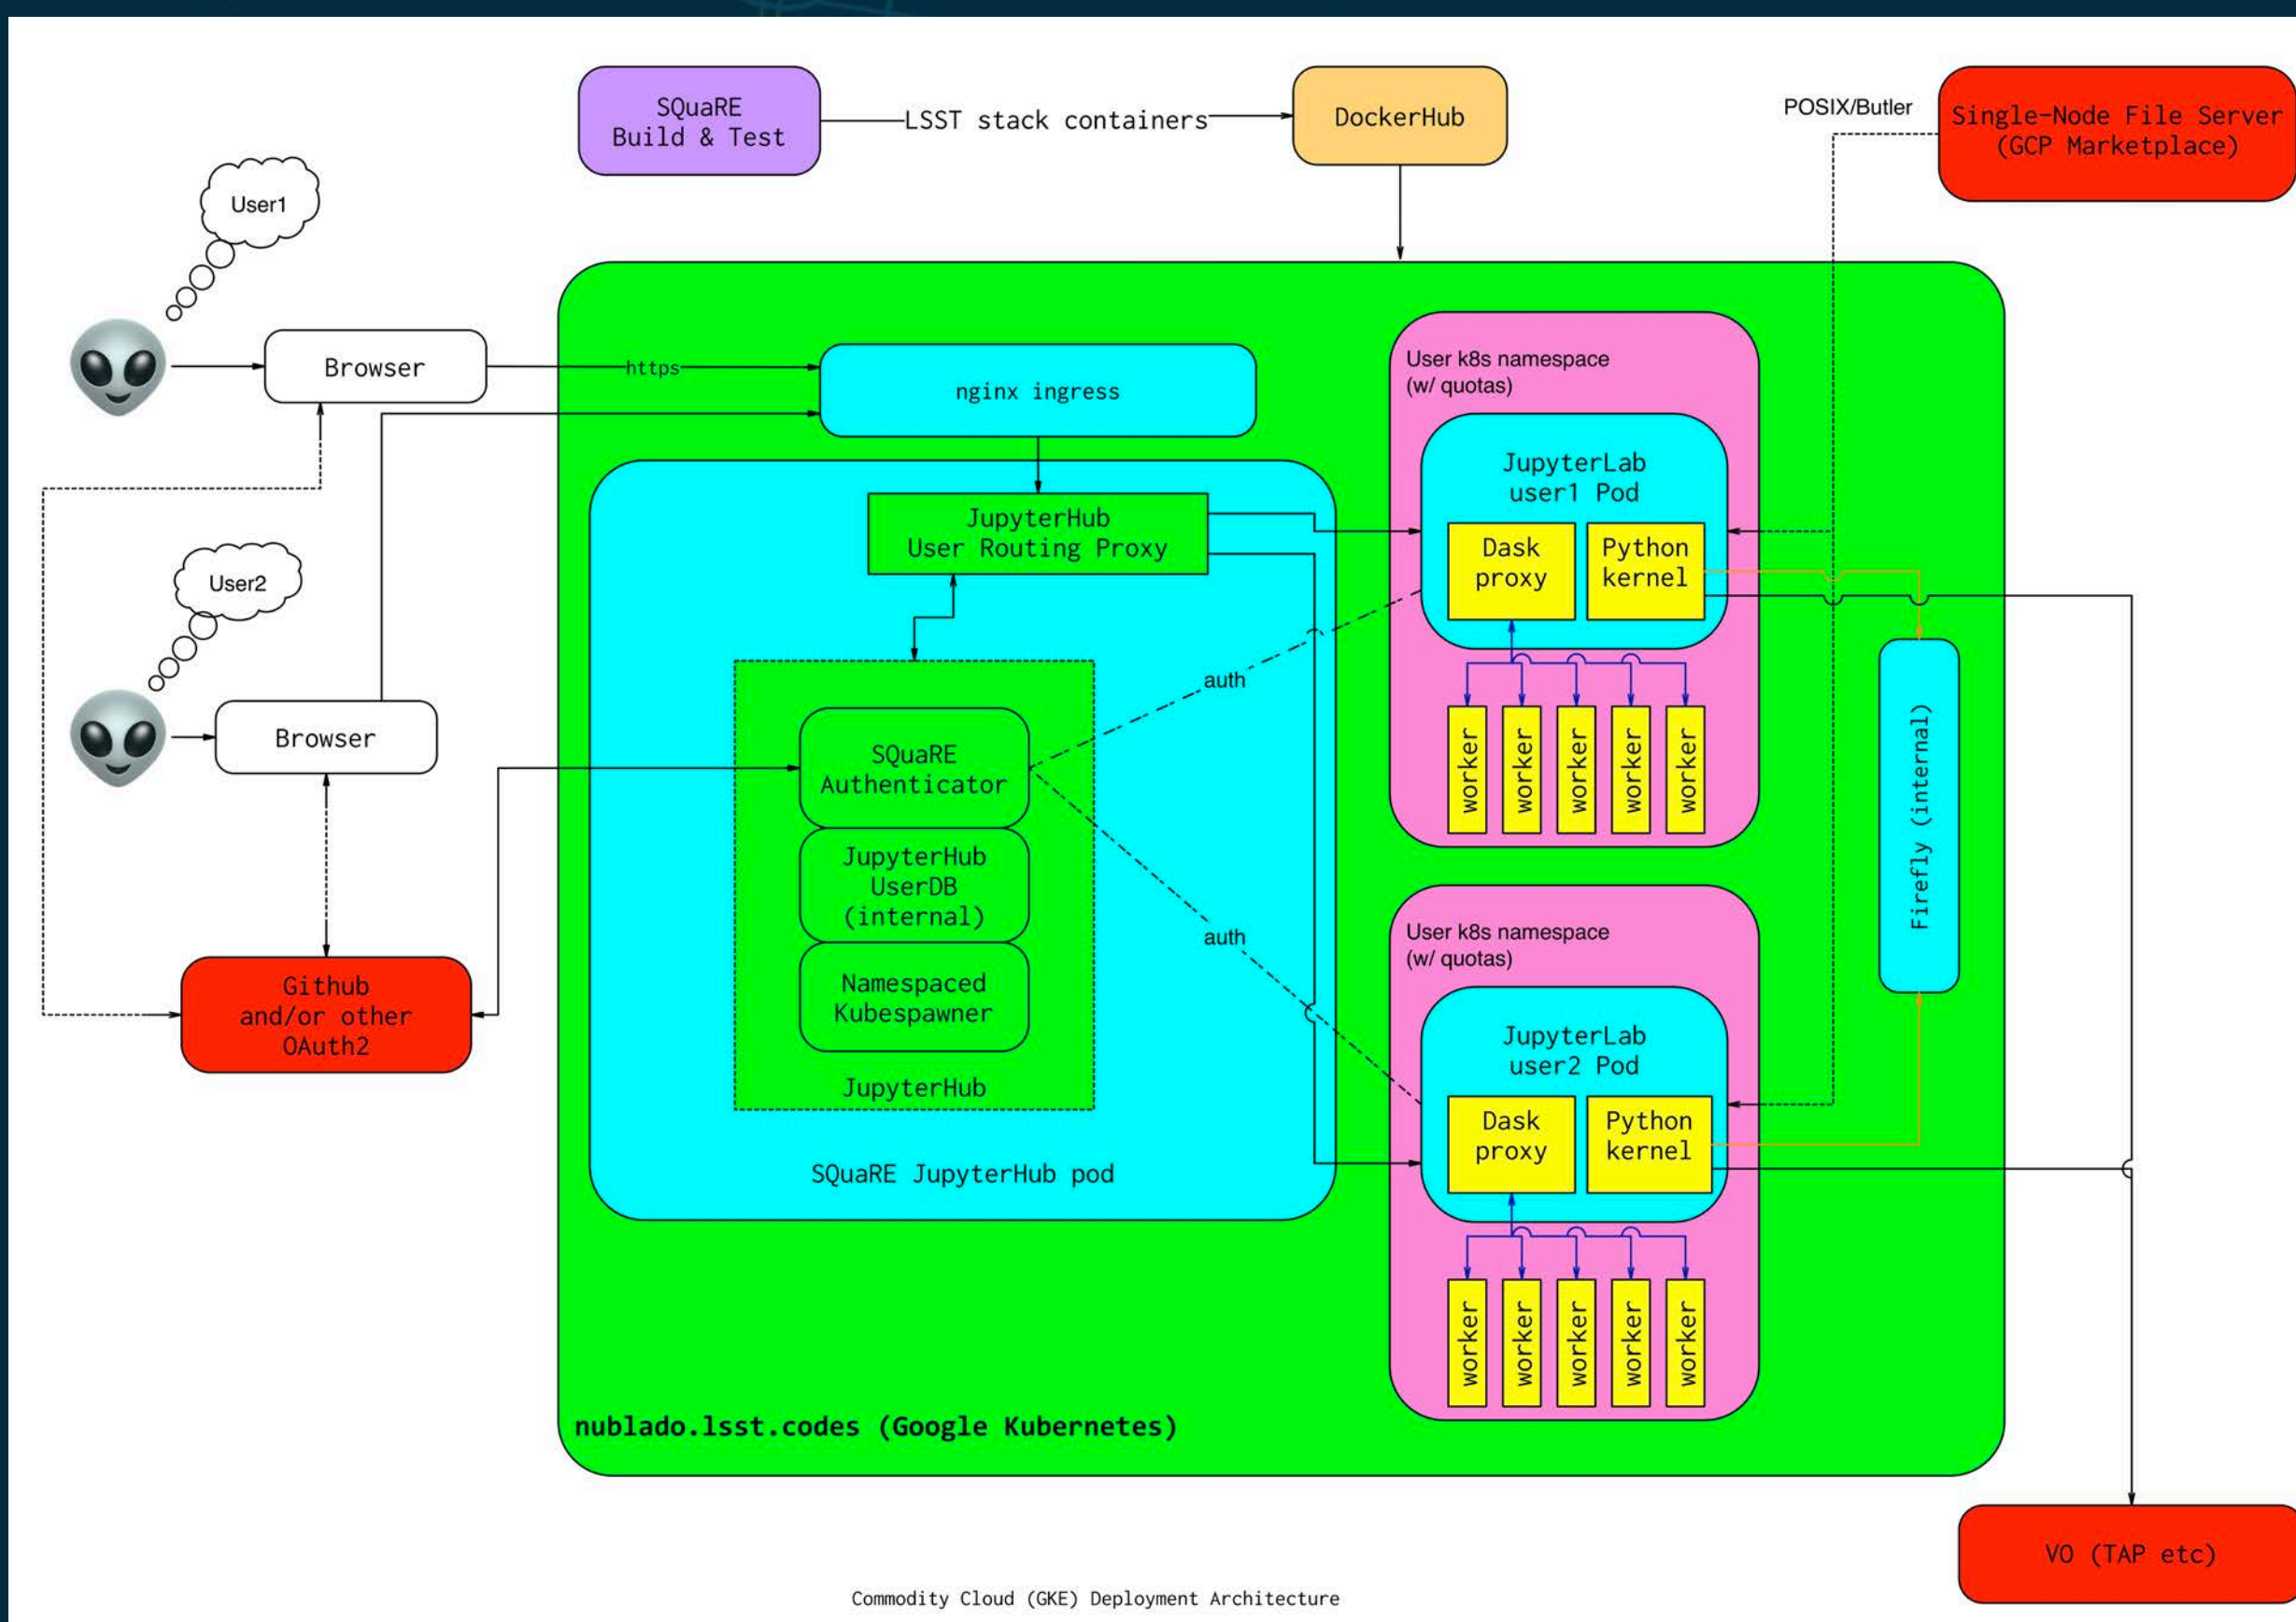 SQuaRE
Build & Test
LSST stack containers
DockerHub
POSIX/Butler
Single-Node File Server
(GCP Marketplace)
User1
Browser
https
nginx ingress
User k8s namespace
(w/ quotas)
JupyterLab
user1 Pod
Dask
proxy
Python
kernel
worker
worker
worker
worker
worker
JupyterHub
User Routing Proxy
User2
Browser
auth
SQuaRE
Authenticator
JupyterHub
UserDB
(internal)
Namespaced
Kubespawner
JupyterHub
SQuaRE JupyterHub pod
auth
Github
and/or other
OAuth2
Firefly (internal)
User k8s namespace
(w/ quotas)
JupyterLab
user2 Pod
Dask
proxy
Python
kernel
worker
worker
worker
worker
worker
nublado.lsst.codes (Google Kubernetes)
VO (TAP etc)
Commodity Cloud (GKE) Deployment Architecture